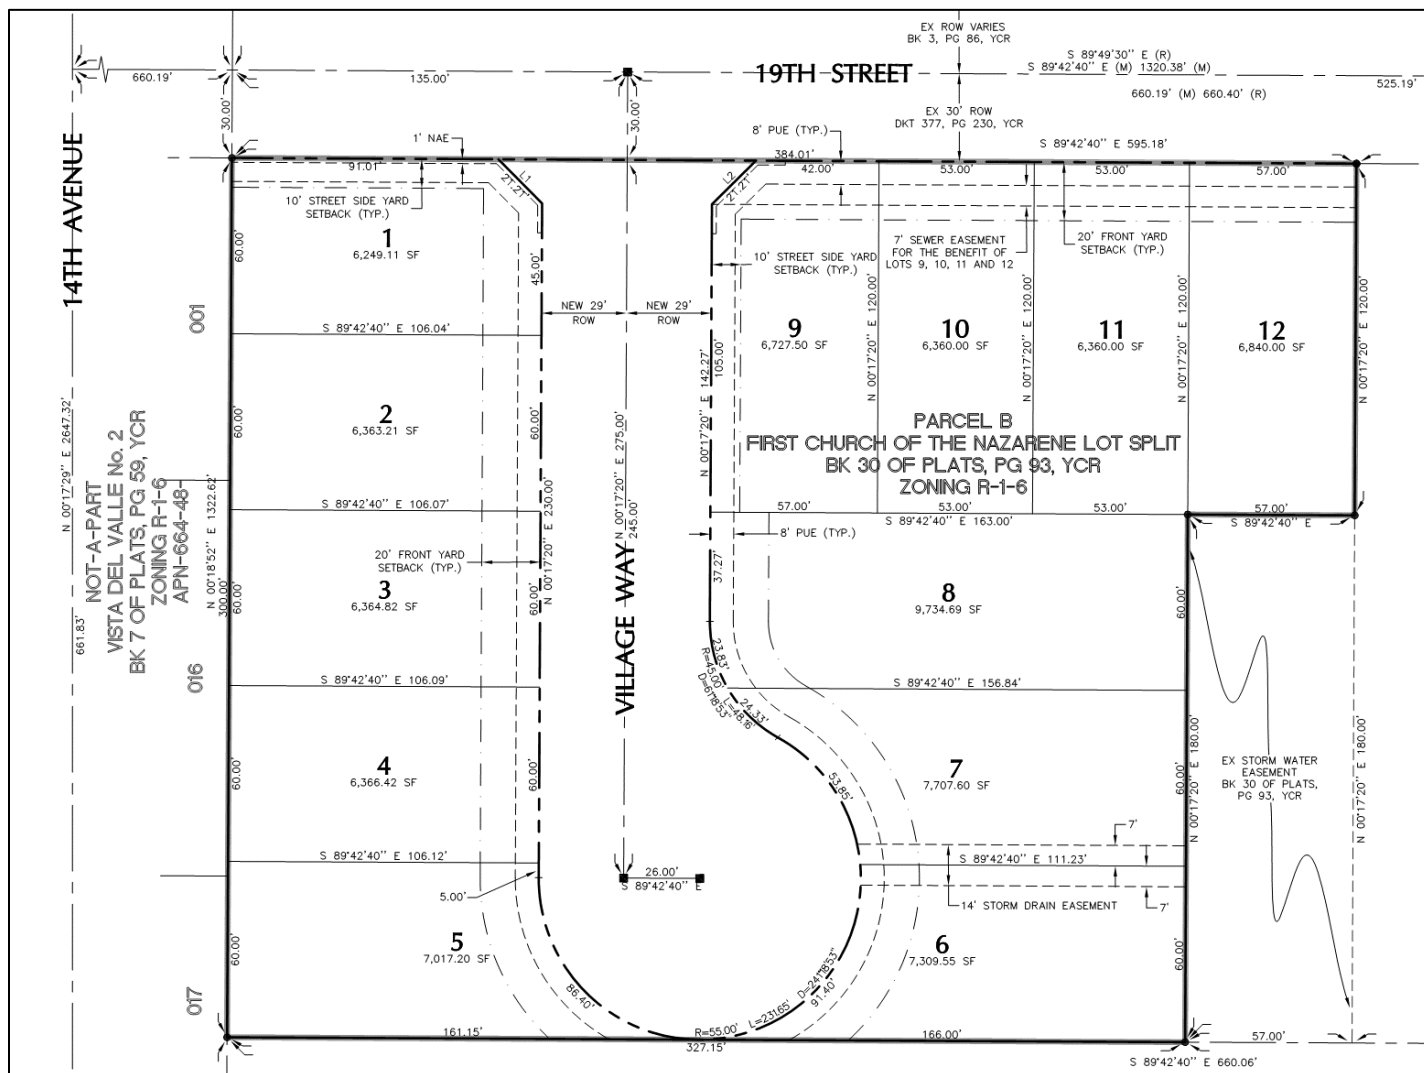 EX ROW VARIES
BK 3, PG 86, YCR
S 89°49'30" E (R)
S 89°42'40" E (M) 1320.38' (M)
660.19'
135.00'
19TH STREET
525.19'
660.19' (M) 660.40' (R)
30.00'
30.00'
EX 30' ROW
DKT 377, PG 230, YCR
14TH AVENUE
1' NAE
8' PUE (TYP.)
384.01'
S 89°42'40" E 595.18'
91.01'
L1
21.21'
L2
21.21'
42.00'
53.00'
53.00'
57.00'
10' STREET SIDE YARD
SETBACK (TYP.)
1
6,249.11 SF
60.00'
45.00'
10' STREET SIDE YARD
SETBACK (TYP.)
7' SEWER EASEMENT
FOR THE BENEFIT OF
LOTS 9, 10, 11 AND 12
20' FRONT YARD
SETBACK (TYP.)
NEW 29'
ROW
NEW 29'
ROW
001
S 89°42'40" E 106.04'
9
6,727.50 SF
10
6,360.00 SF
11
6,360.00 SF
12
6,840.00 SF
N 00°17'20" E 120.00'
N 00°17'20" E 120.00'
N 00°17'20" E 120.00'
N 00°17'20" E 120.00'
N 00°17'20" E 142.27'
105.00'
2
6,363.21 SF
60.00'
60.00'
PARCEL B
FIRST CHURCH OF THE NAZARENE LOT SPLIT
BK 30 OF PLATS, PG 93, YCR
ZONING R-1-6
N 00°17'29" E 2647.32'
661.83'
NOT-A-PART
VISTA DEL VALLE No. 2
BK 7 OF PLATS, PG 59, YCR
ZONING R-1-6
APN-664-48-
N 00°18'52" E 1322.62'
300.00'
S 89°42'40" E 106.07'
N 00°17'20" E 230.00'
N 00°17'20" E 275.00'
245.00'
VILLAGE WAY
57.00'
53.00'
53.00'
57.00'
S 89°42'40" E 163.00'
S 89°42'40" E
8' PUE (TYP.)
20' FRONT YARD
SETBACK (TYP.)
37.27'
3
6,364.82 SF
60.00'
60.00'
8
9,734.69 SF
60.00'
016
S 89°42'40" E 106.09'
23.83'
R=45.00'
D=61°18'53"
L=48.16'
24.33'
S 89°42'40" E 156.84'
4
6,366.42 SF
60.00'
60.00'
53.85'
7
7,707.60 SF
60.00'
N 00°17'20" E 180.00'
EX STORM WATER
EASEMENT
BK 30 OF PLATS,
PG 93, YCR
N 00°17'20" E 180.00'
7'
S 89°42'40" E 106.12'
26.00'
S 89°42'40" E
S 89°42'40" E 111.23'
5.00'
14' STORM DRAIN EASEMENT
7'
5
7,017.20 SF
60.00'
6
7,309.55 SF
60.00'
017
86.40'
D=241°18'53"
L=231.65'
91.40'
R=55.00'
161.15'
327.15'
166.00'
57.00'
S 89°42'40" E 660.06'